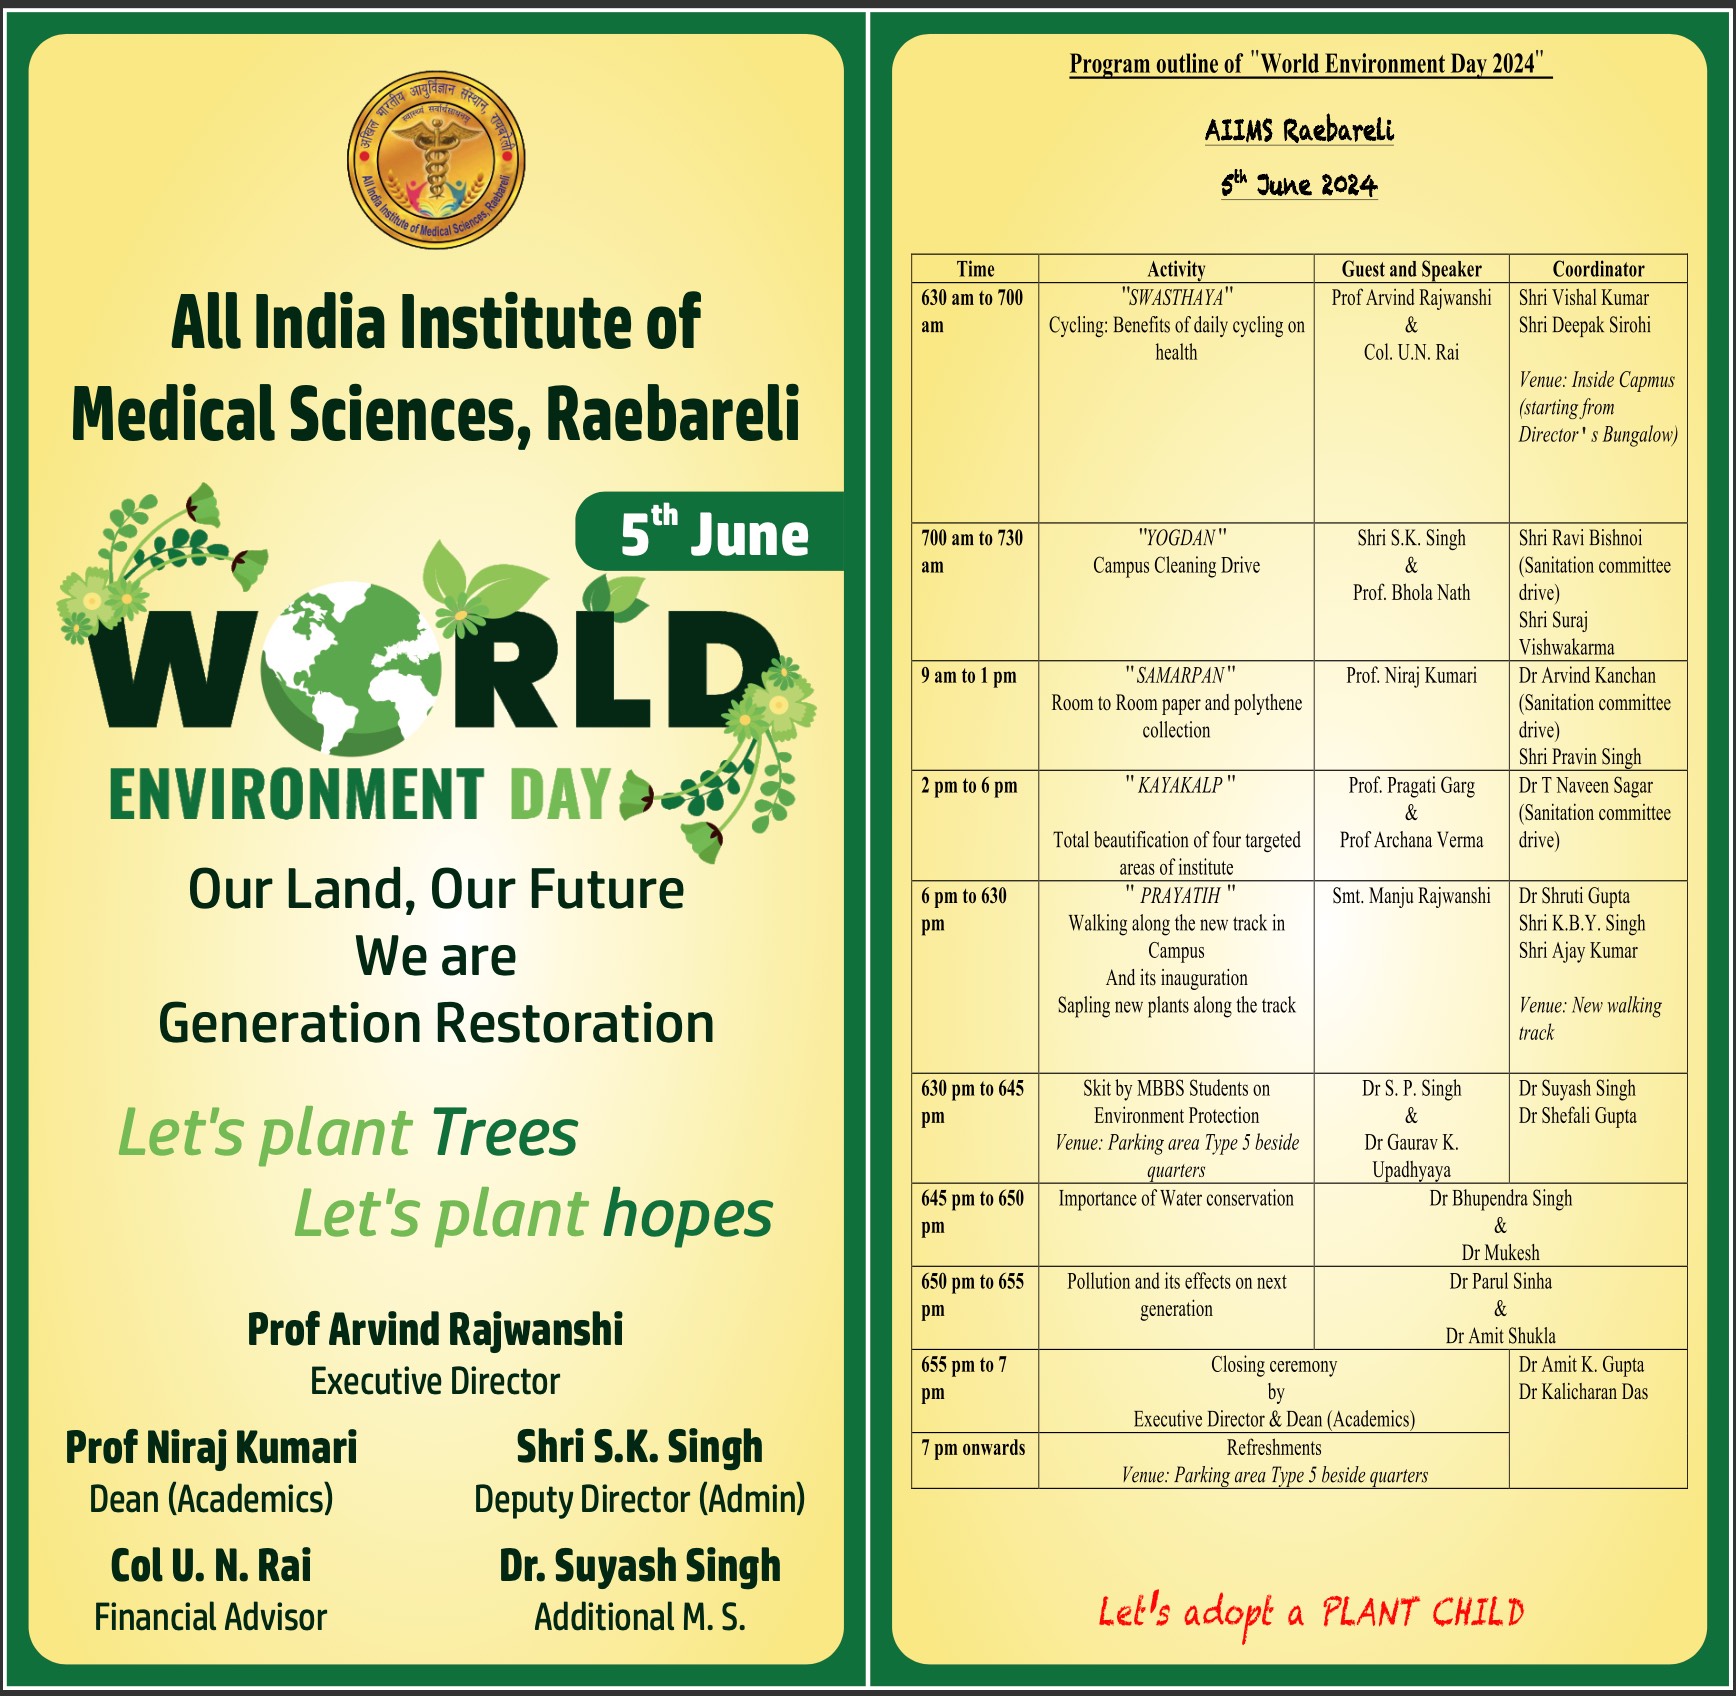 अखिल भारतीय आयुर्विज्ञान संस्थान, रायबरेली
All India Institute of Medical Sciences, Raebareli
All India Institute of
Medical Sciences, Raebareli
5th June
WORLD
ENVIRONMENT DAY
Our Land, Our Future
We are
Generation Restoration
Let's plant Trees
Let's plant hopes
Prof Arvind Rajwanshi
Executive Director
Prof Niraj Kumari
Dean (Academics)
Shri S.K. Singh
Deputy Director (Admin)
Col U. N. Rai
Financial Advisor
Dr. Suyash Singh
Additional M. S.
Program outline of "World Environment Day 2024"
AIIMS Raebareli
5th June 2024
Time Activity Guest and Speaker Coordinator
630 am to 700
am
"SWASTHAYA"
Cycling: Benefits of daily cycling on
health
Prof Arvind Rajwanshi
&
Col. U.N. Rai
Shri Vishal Kumar
Shri Deepak Sirohi
Venue: Inside Capmus
(starting from
Director's Bungalow)
700 am to 730
am
"YOGDAN"
Campus Cleaning Drive
Shri S.K. Singh
&
Prof. Bhola Nath
Shri Ravi Bishnoi
(Sanitation committee
drive)
Shri Suraj
Vishwakarma
9 am to 1 pm
"SAMARPAN"
Room to Room paper and polythene
collection
Prof. Niraj Kumari
Dr Arvind Kanchan
(Sanitation committee
drive)
Shri Pravin Singh
2 pm to 6 pm
"KAYAKALP"
Total beautification of four targeted
areas of institute
Prof. Pragati Garg
&
Prof Archana Verma
Dr T Naveen Sagar
(Sanitation committee
drive)
6 pm to 630
pm
"PRAYATIH"
Walking along the new track in
Campus
And its inauguration
Sapling new plants along the track
Smt. Manju Rajwanshi
Dr Shruti Gupta
Shri K.B.Y. Singh
Shri Ajay Kumar
Venue: New walking
track
630 pm to 645
pm
Skit by MBBS Students on
Environment Protection
Venue: Parking area Type 5 beside
quarters
Dr S. P. Singh
&
Dr Gaurav K.
Upadhyaya
Dr Suyash Singh
Dr Shefali Gupta
645 pm to 650
pm
Importance of Water conservation
Dr Bhupendra Singh
&
Dr Mukesh
650 pm to 655
pm
Pollution and its effects on next
generation
Dr Parul Sinha
&
Dr Amit Shukla
655 pm to 7
pm
Closing ceremony
by
Executive Director & Dean (Academics)
Dr Amit K. Gupta
Dr Kalicharan Das
7 pm onwards
Refreshments
Venue: Parking area Type 5 beside quarters
Let's adopt a PLANT CHILD